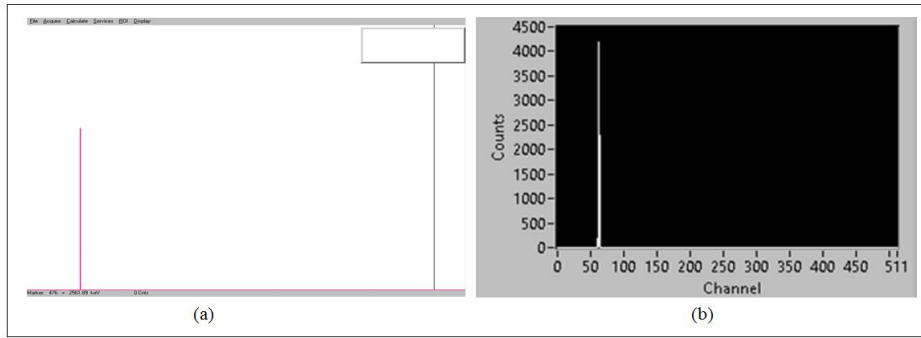 File Acquire Calculate Services ROI Display
Marker: 476 = 2561.89 keV 0 Cnts
(a)
4500
4000
3500
3000
2500
2000
1500
1000
500
0
Counts
0 50 100 150 200 250 300 350 400 450 511
Channel
(b)